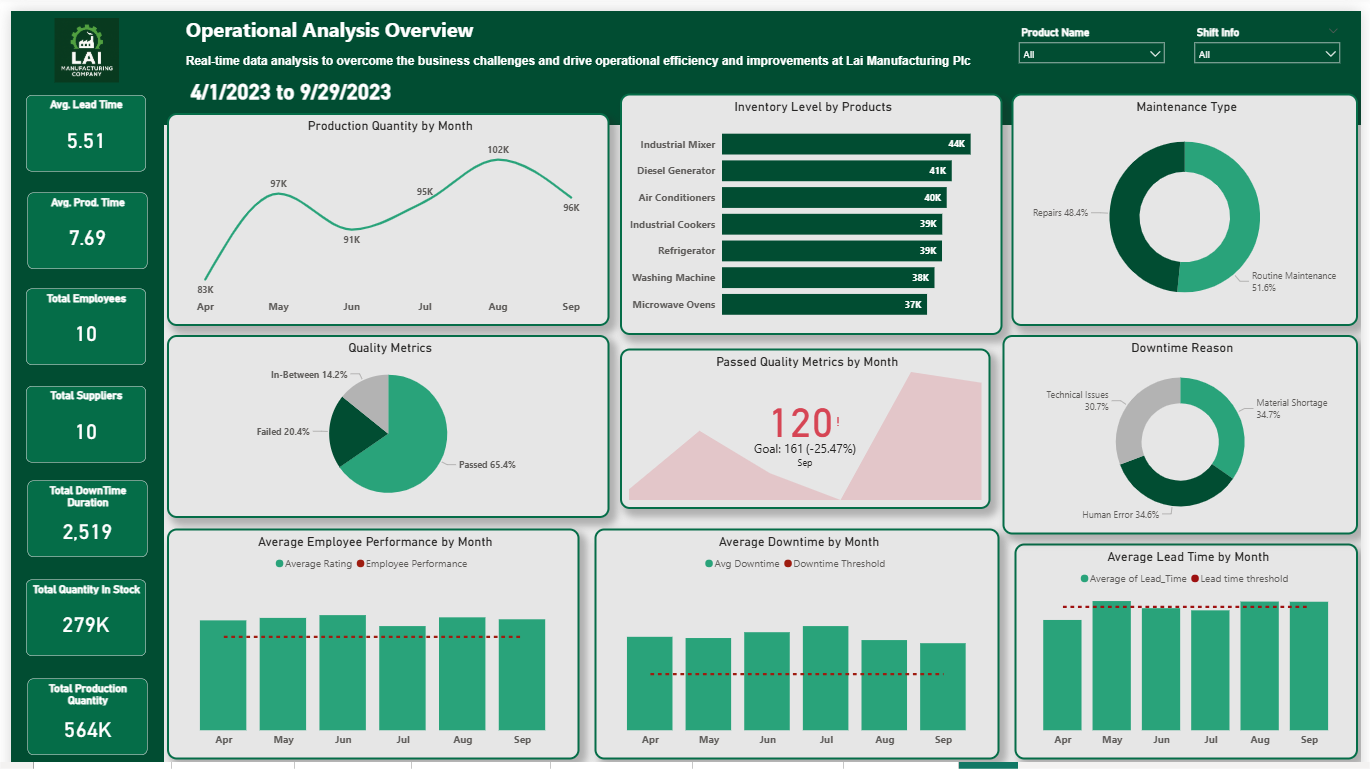 LAI
MANUFACTURING
COMPANY
Operational Analysis Overview
Real-time data analysis to overcome the business challenges and drive operational efficiency and improvements at Lai Manufacturing Plc
4/1/2023 to 9/29/2023
Product Name
All
Shift Info
All
Avg. Lead Time
5.51
Avg. Prod. Time
7.69
Total Employees
10
Total Suppliers
10
Total DownTime
Duration
2,519
Total Quantity In Stock
279K
Total Production
Quantity
564K
Production Quantity by Month
83K
97K
91K
95K
102K
96K
Apr May Jun Jul Aug Sep
Inventory Level by Products
Industrial Mixer 44K
Diesel Generator 41K
Air Conditioners 40K
Industrial Cookers 39K
Refrigerator 39K
Washing Machine 38K
Microwave Ovens 37K
Maintenance Type
Repairs 48.4%
Routine Maintenance
51.6%
Quality Metrics
In-Between 14.2%
Failed 20.4%
Passed 65.4%
Passed Quality Metrics by Month
120!
Goal: 161 (-25.47%)
Sep
Downtime Reason
Technical Issues
30.7%
Material Shortage
34.7%
Human Error 34.6%
Average Employee Performance by Month
Average Rating Employee Performance
Apr May Jun Jul Aug Sep
Average Downtime by Month
Avg Downtime Downtime Threshold
Apr May Jun Jul Aug Sep
Average Lead Time by Month
Average of Lead_Time Lead time threshold
Apr May Jun Jul Aug Sep